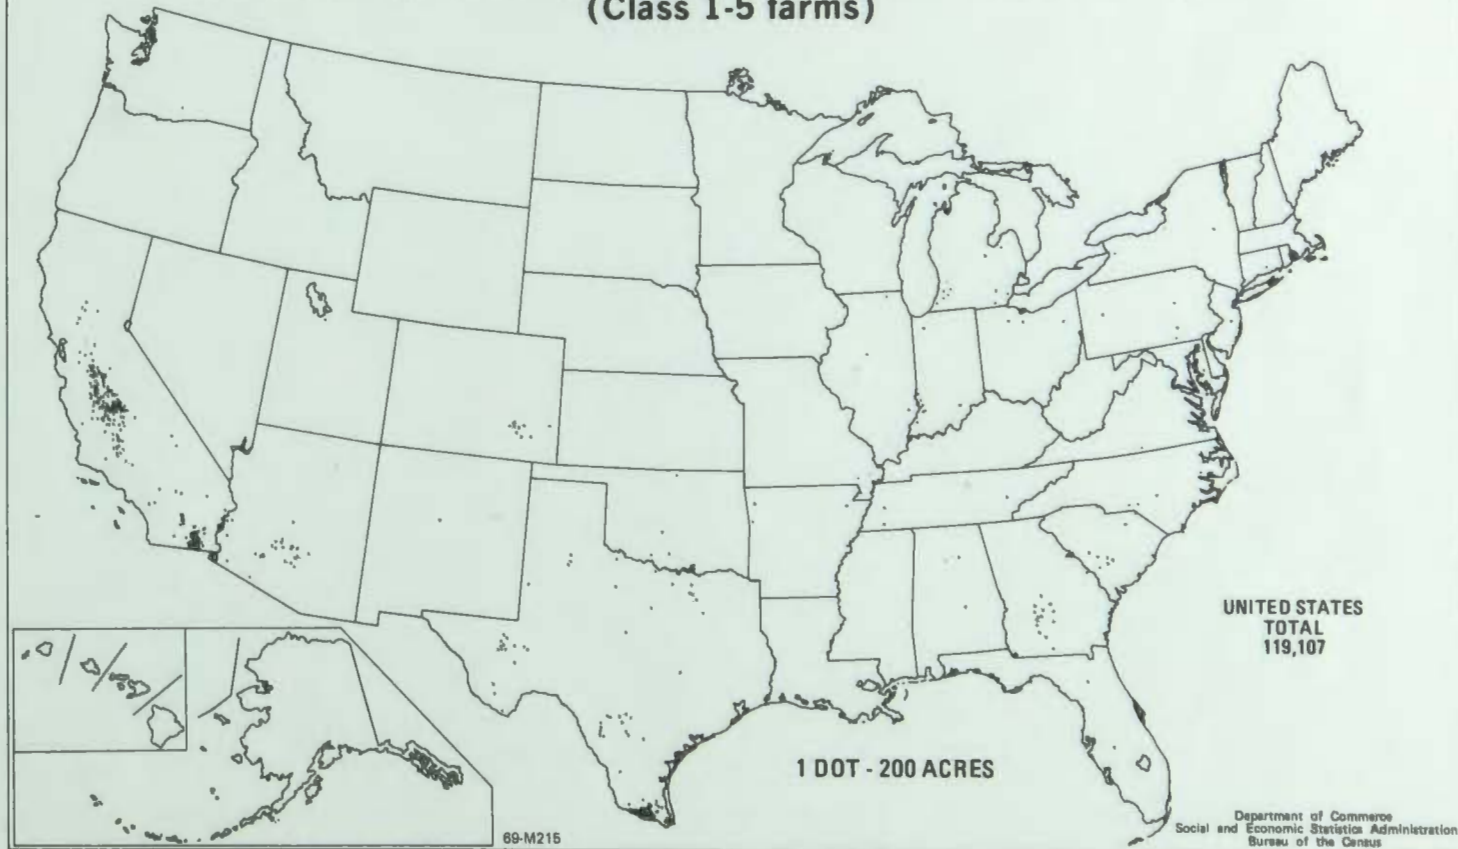 (Class 1-5 farms)
UNITED STATES
TOTAL
119,107
1 DOT - 200 ACRES
69-M215
Department of Commerce
Social and Economic Statistics Administration
Bureau of the Census